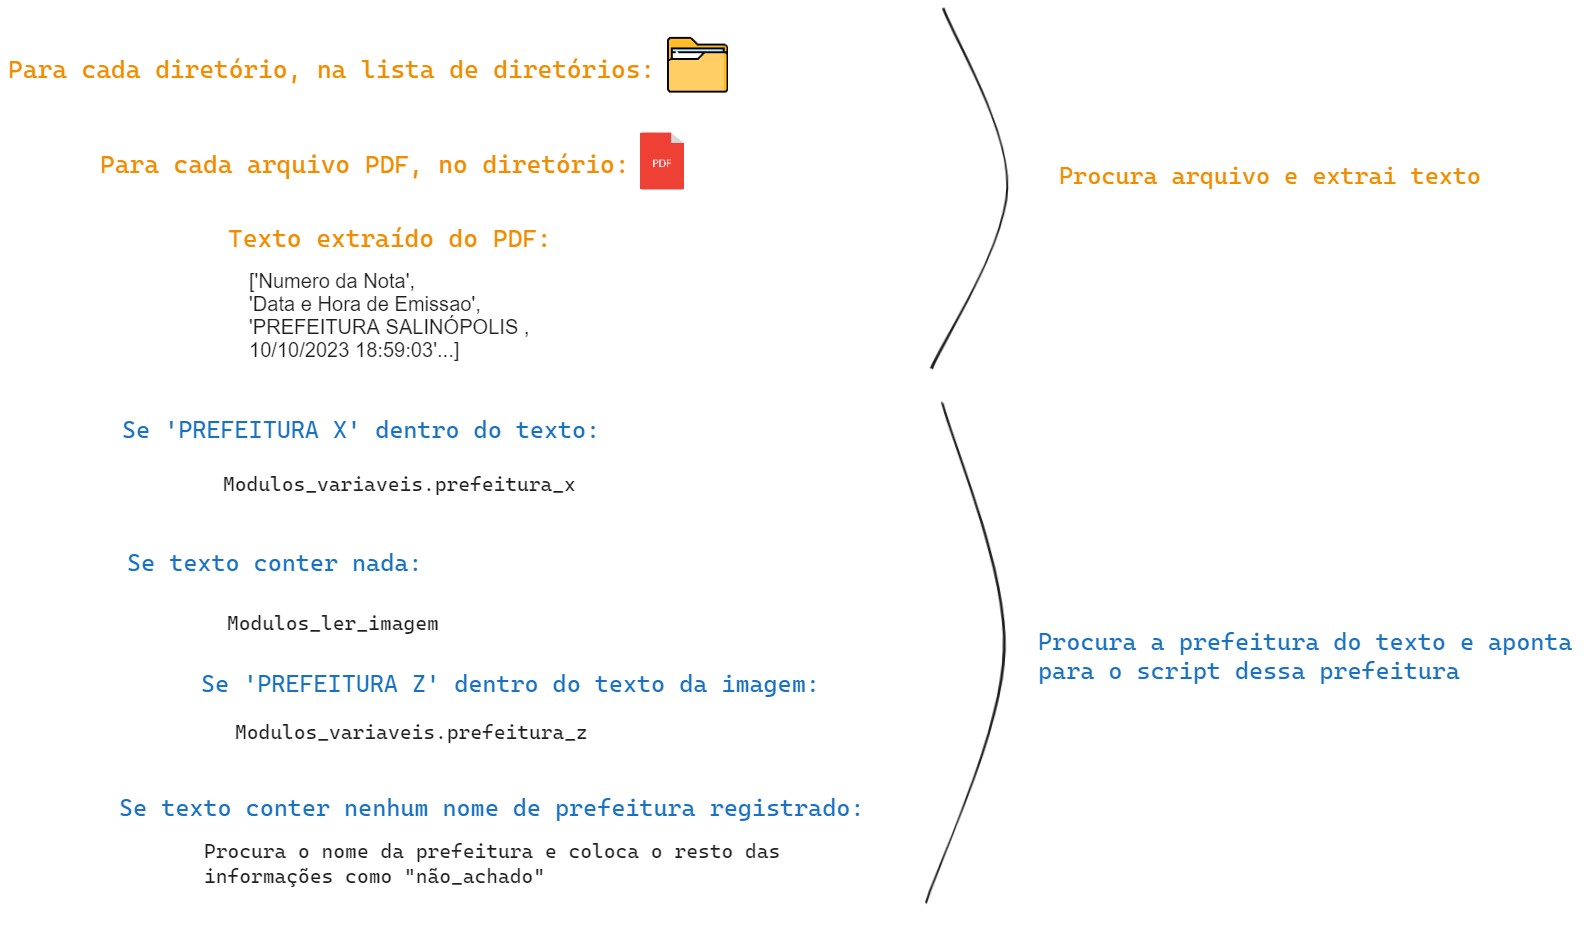 Para cada diretório, na lista de diretórios:
Para cada arquivo PDF, no diretório:
PDF
Texto extraído do PDF:
['Numero da Nota',
'Data e Hora de Emissao',
'PREFEITURA SALINÓPOLIS ,
10/10/2023 18:59:03'...]
Procura arquivo e extrai texto
Se 'PREFEITURA X' dentro do texto:
Modulos_variaveis.prefeitura_x
Se texto conter nada:
Modulos_ler_imagem
Se 'PREFEITURA Z' dentro do texto da imagem:
Modulos_variaveis.prefeitura_z
Se texto conter nenhum nome de prefeitura registrado:
Procura o nome da prefeitura e coloca o resto das
informações como "não_achado"
Procura a prefeitura do texto e aponta
para o script dessa prefeitura